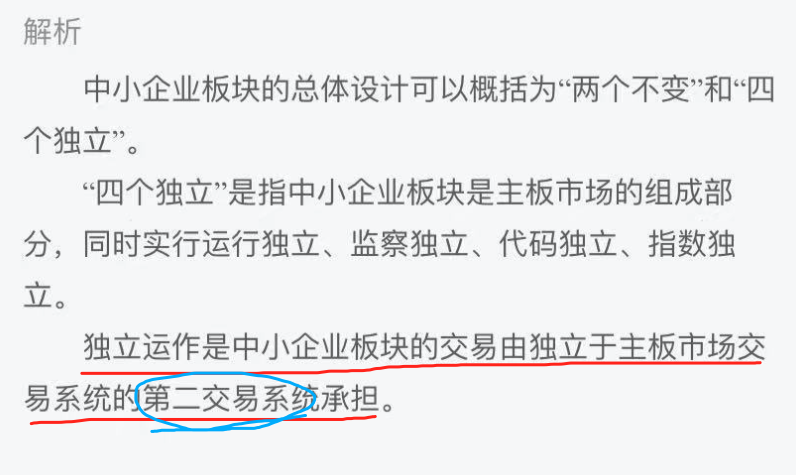 解析
中小企业板块的总体设计可以概括为“两个不变”和“四
个独立”。
“四个独立”是指中小企业板块是主板市场的组成部
分，同时实行运行独立、监察独立、代码独立、指数独
立。
独立运作是中小企业板块的交易由独立于主板市场交
易系统的第二交易系统承担。